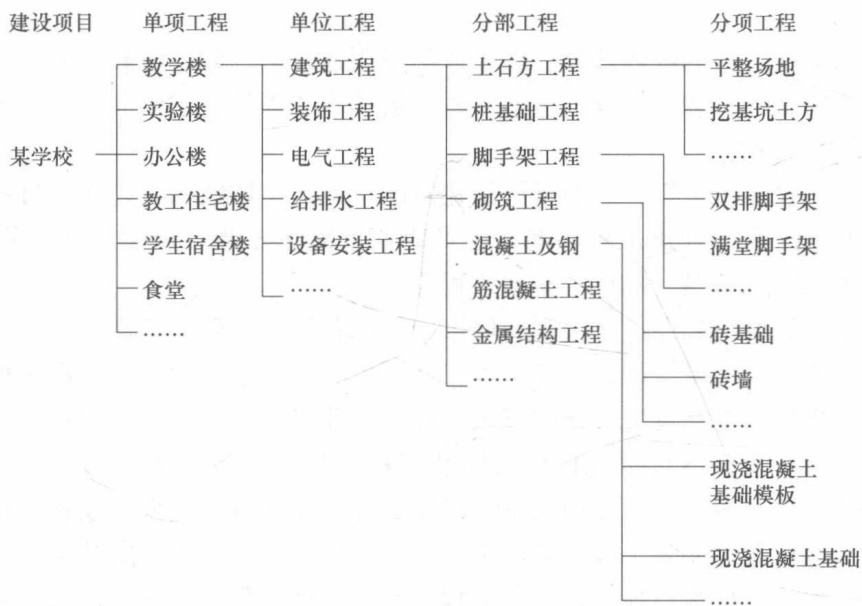 建设项目 单项工程 单位工程 分部工程 分项工程
教学楼 建筑工程 土石方工程 平整场地
实验楼 装饰工程 桩基础工程 挖基坑土方
某学校 办公楼 电气工程 脚手架工程 ……
教工住宅楼 给排水工程 砌筑工程 双排脚手架
学生宿舍楼 设备安装工程 混凝土及钢 满堂脚手架
食堂 …… 筋混凝土工程 ……
…… 金属结构工程 砖基础
…… 砖墙
……
现浇混凝土
基础模板
现浇混凝土基础
……